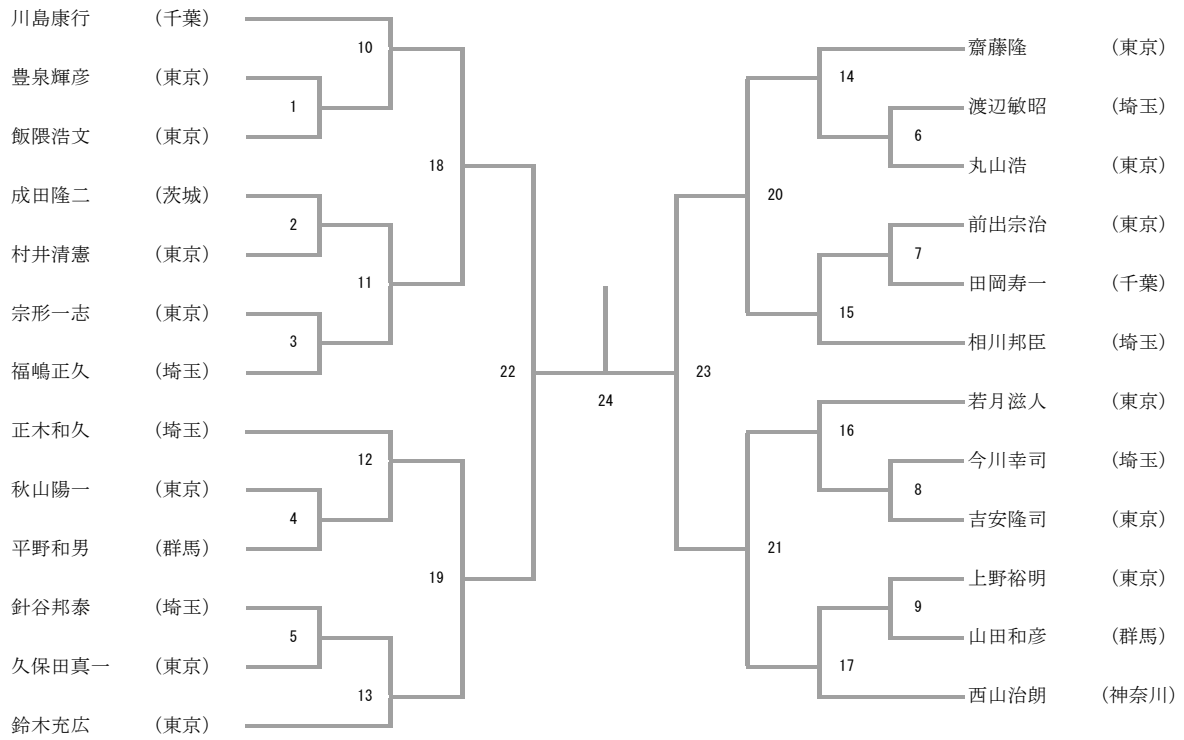 川島康行 (千葉)
10
豊泉輝彦 (東京)
1
飯隈浩文 (東京)
18
成田隆二 (茨城)
2
村井清憲 (東京)
11
宗形一志 (東京)
3
福嶋正久 (埼玉)
22
正木和久 (埼玉)
12
秋山陽一 (東京)
4
平野和男 (群馬)
19
針谷邦泰 (埼玉)
5
久保田真一 (東京)
13
鈴木充広 (東京)
24
齋藤隆 (東京)
14
渡辺敏昭 (埼玉)
6
丸山浩 (東京)
20
前出宗治 (東京)
7
田岡寿一 (千葉)
15
相川邦臣 (埼玉)
23
若月滋人 (東京)
16
今川幸司 (埼玉)
8
吉安隆司 (東京)
21
上野裕明 (東京)
9
山田和彦 (群馬)
17
西山治朗 (神奈川)